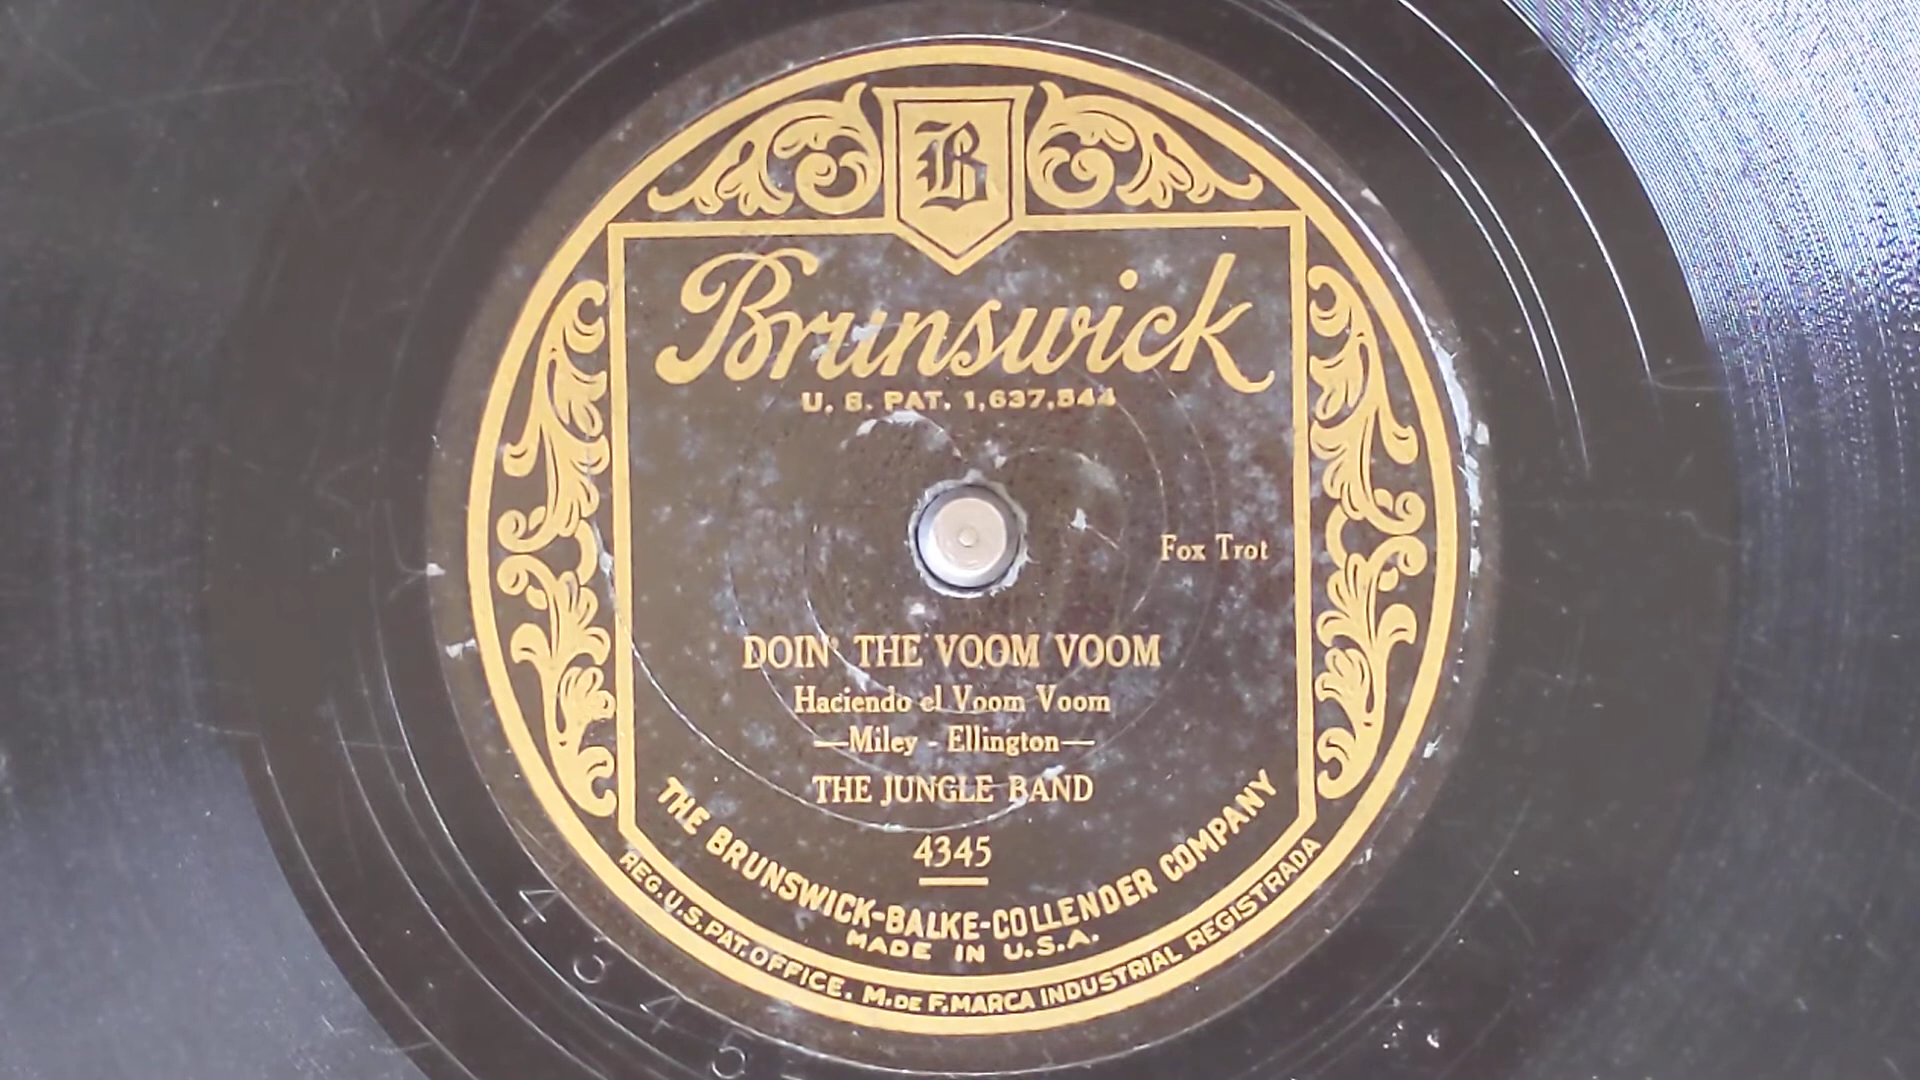 B
Brunswick
U. S. PAT. 1,637,544
Fox Trot
DOIN' THE VOOM VOOM
Haciendo el Voom Voom
—Miley - Ellington—
THE JUNGLE BAND
4345
THE BRUNSWICK-BALKE-COLLENDER COMPANY
MADE IN U.S.A.
REG.U.S.PAT.OFFICE. M.DE F.MARCA INDUSTRIAL REGISTRADA
4345